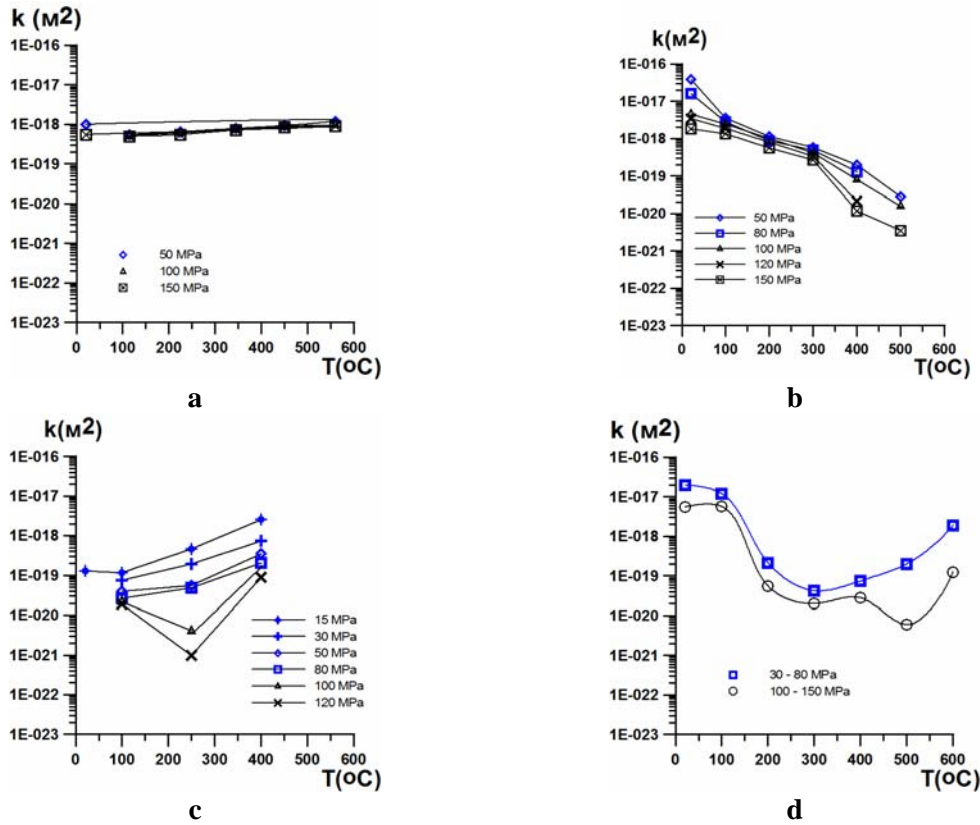 k (м2)
1E-016
1E-017
1E-018
1E-019
1E-020
1E-021
1E-022
1E-023
50 MPa
100 MPa
150 MPa
0 100 200 300 400 500 600
T(oC)
a
k(м2)
1E-016
1E-017
1E-018
1E-019
1E-020
1E-021
1E-022
1E-023
50 MPa
80 MPa
100 MPa
120 MPa
150 MPa
0 100 200 300 400 500 600
T(oC)
b
k(м2)
1E-016
1E-017
1E-018
1E-019
1E-020
1E-021
1E-022
1E-023
15 MPa
30 MPa
50 MPa
80 MPa
100 MPa
120 MPa
0 100 200 300 400 500 600
T(oC)
c
k (м2)
1E-016
1E-017
1E-018
1E-019
1E-020
1E-021
1E-022
1E-023
30 - 80 MPa
100 - 150 MPa
0 100 200 300 400 500 600
T(oC)
d